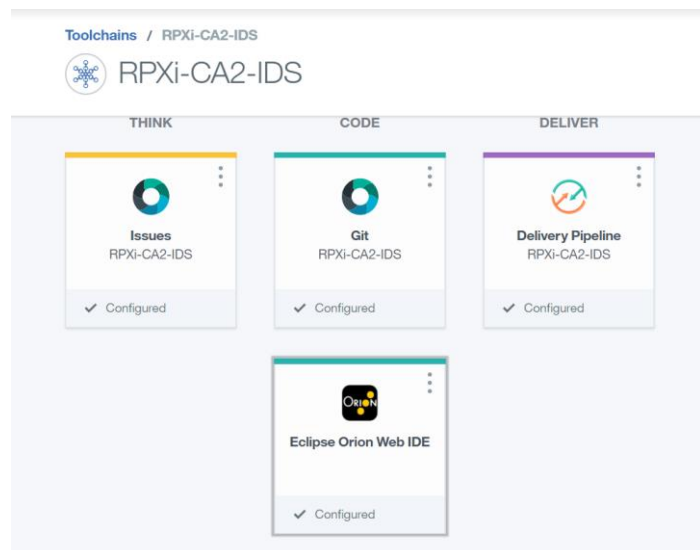 Toolchains / RPXi-CA2-IDS
RPXi-CA2-IDS
THINK
CODE
DELIVER
Issues
RPXi-CA2-IDS
Configured
Git
RPXi-CA2-IDS
Configured
Delivery Pipeline
RPXi-CA2-IDS
Configured
ORION
Eclipse Orion Web IDE
Configured